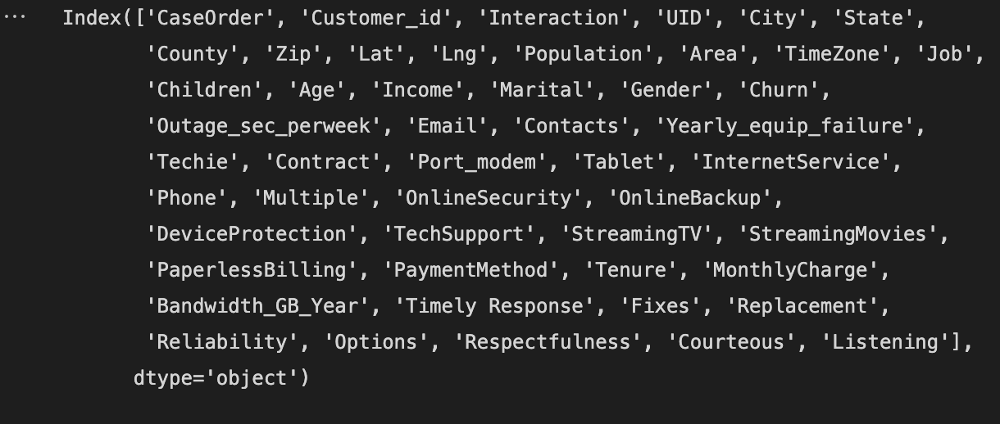 ... Index(['CaseOrder', 'Customer_id', 'Interaction', 'UID', 'City', 'State',
'County', 'Zip', 'Lat', 'Lng', 'Population', 'Area', 'TimeZone', 'Job',
'Children', 'Age', 'Income', 'Marital', 'Gender', 'Churn',
'Outage_sec_perweek', 'Email', 'Contacts', 'Yearly_equip_failure',
'Techie', 'Contract', 'Port_modem', 'Tablet', 'InternetService',
'Phone', 'Multiple', 'OnlineSecurity', 'OnlineBackup',
'DeviceProtection', 'TechSupport', 'StreamingTV', 'StreamingMovies',
'PaperlessBilling', 'PaymentMethod', 'Tenure', 'MonthlyCharge',
'Bandwidth_GB_Year', 'Timely Response', 'Fixes', 'Replacement',
'Reliability', 'Options', 'Respectfulness', 'Courteous', 'Listening'],
dtype='object')